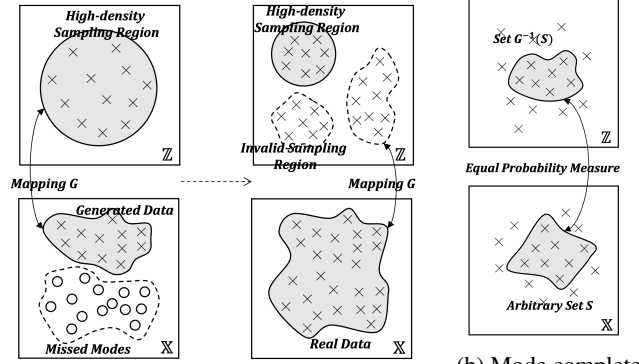 High-density
Sampling Region
ℤ
Mapping G
Generated Data
Missed Modes
𝕏
High-density
Sampling Region
Invalid Sampling
Region
ℤ
Mapping G
Real Data
𝕏
Set G⁻¹(S)
ℤ
Equal Probability Measure
Arbitrary Set S
𝕏
(b) Mode complete